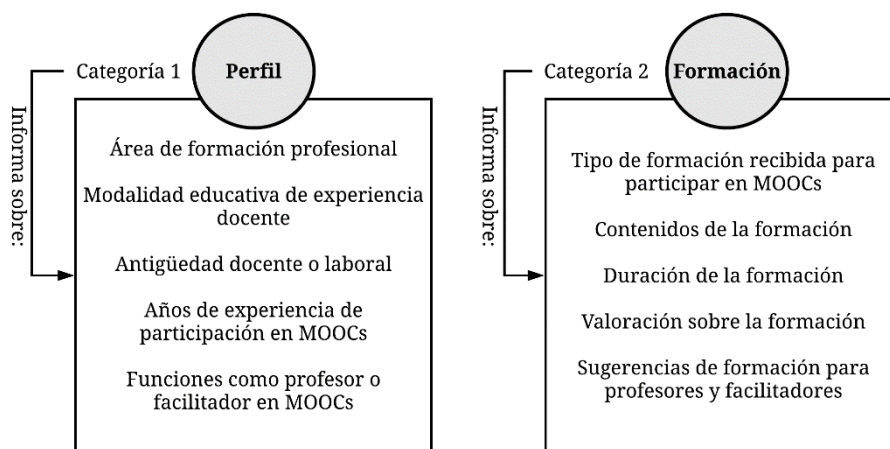 Categoría 1
Perfil
Informa sobre:
Área de formación profesional
Modalidad educativa de experiencia
docente
Antigüedad docente o laboral
Años de experiencia de
participación en MOOCs
Funciones como profesor o
facilitador en MOOCs
Categoría 2
Formación
Informa sobre:
Tipo de formación recibida para
participar en MOOCs
Contenidos de la formación
Duración de la formación
Valoración sobre la formación
Sugerencias de formación para
profesores y facilitadores